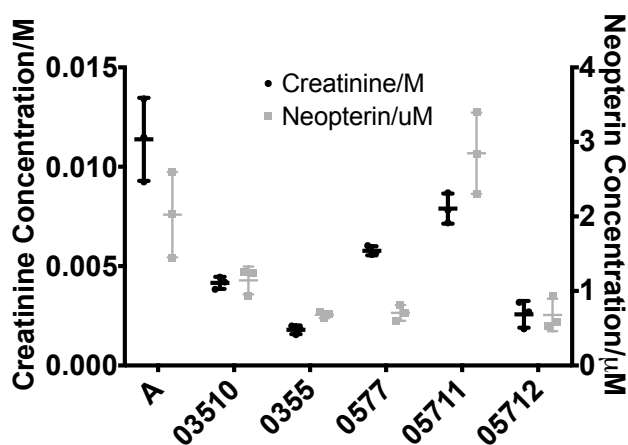 Creatinine Concentration/M
0.015
0.010
0.005
0.000
Creatinine/M
Neopterin/uM
4
3
2
1
0
Neopterin Concentration/µM
A
03510
0355
0577
05711
05712